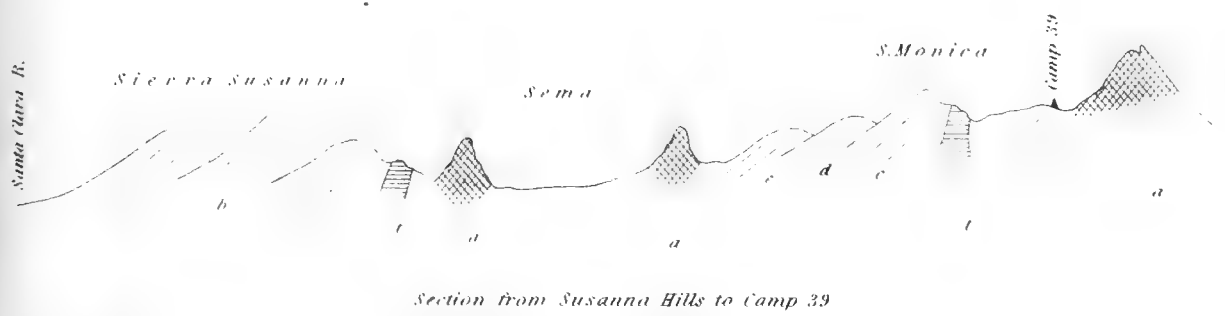 Santa Clara R.
Sierra Susanna
Sema
S. Monica
Camp 39
b
t
a
a
c
d
c
t
a
Section from Susanna Hills to Camp 39